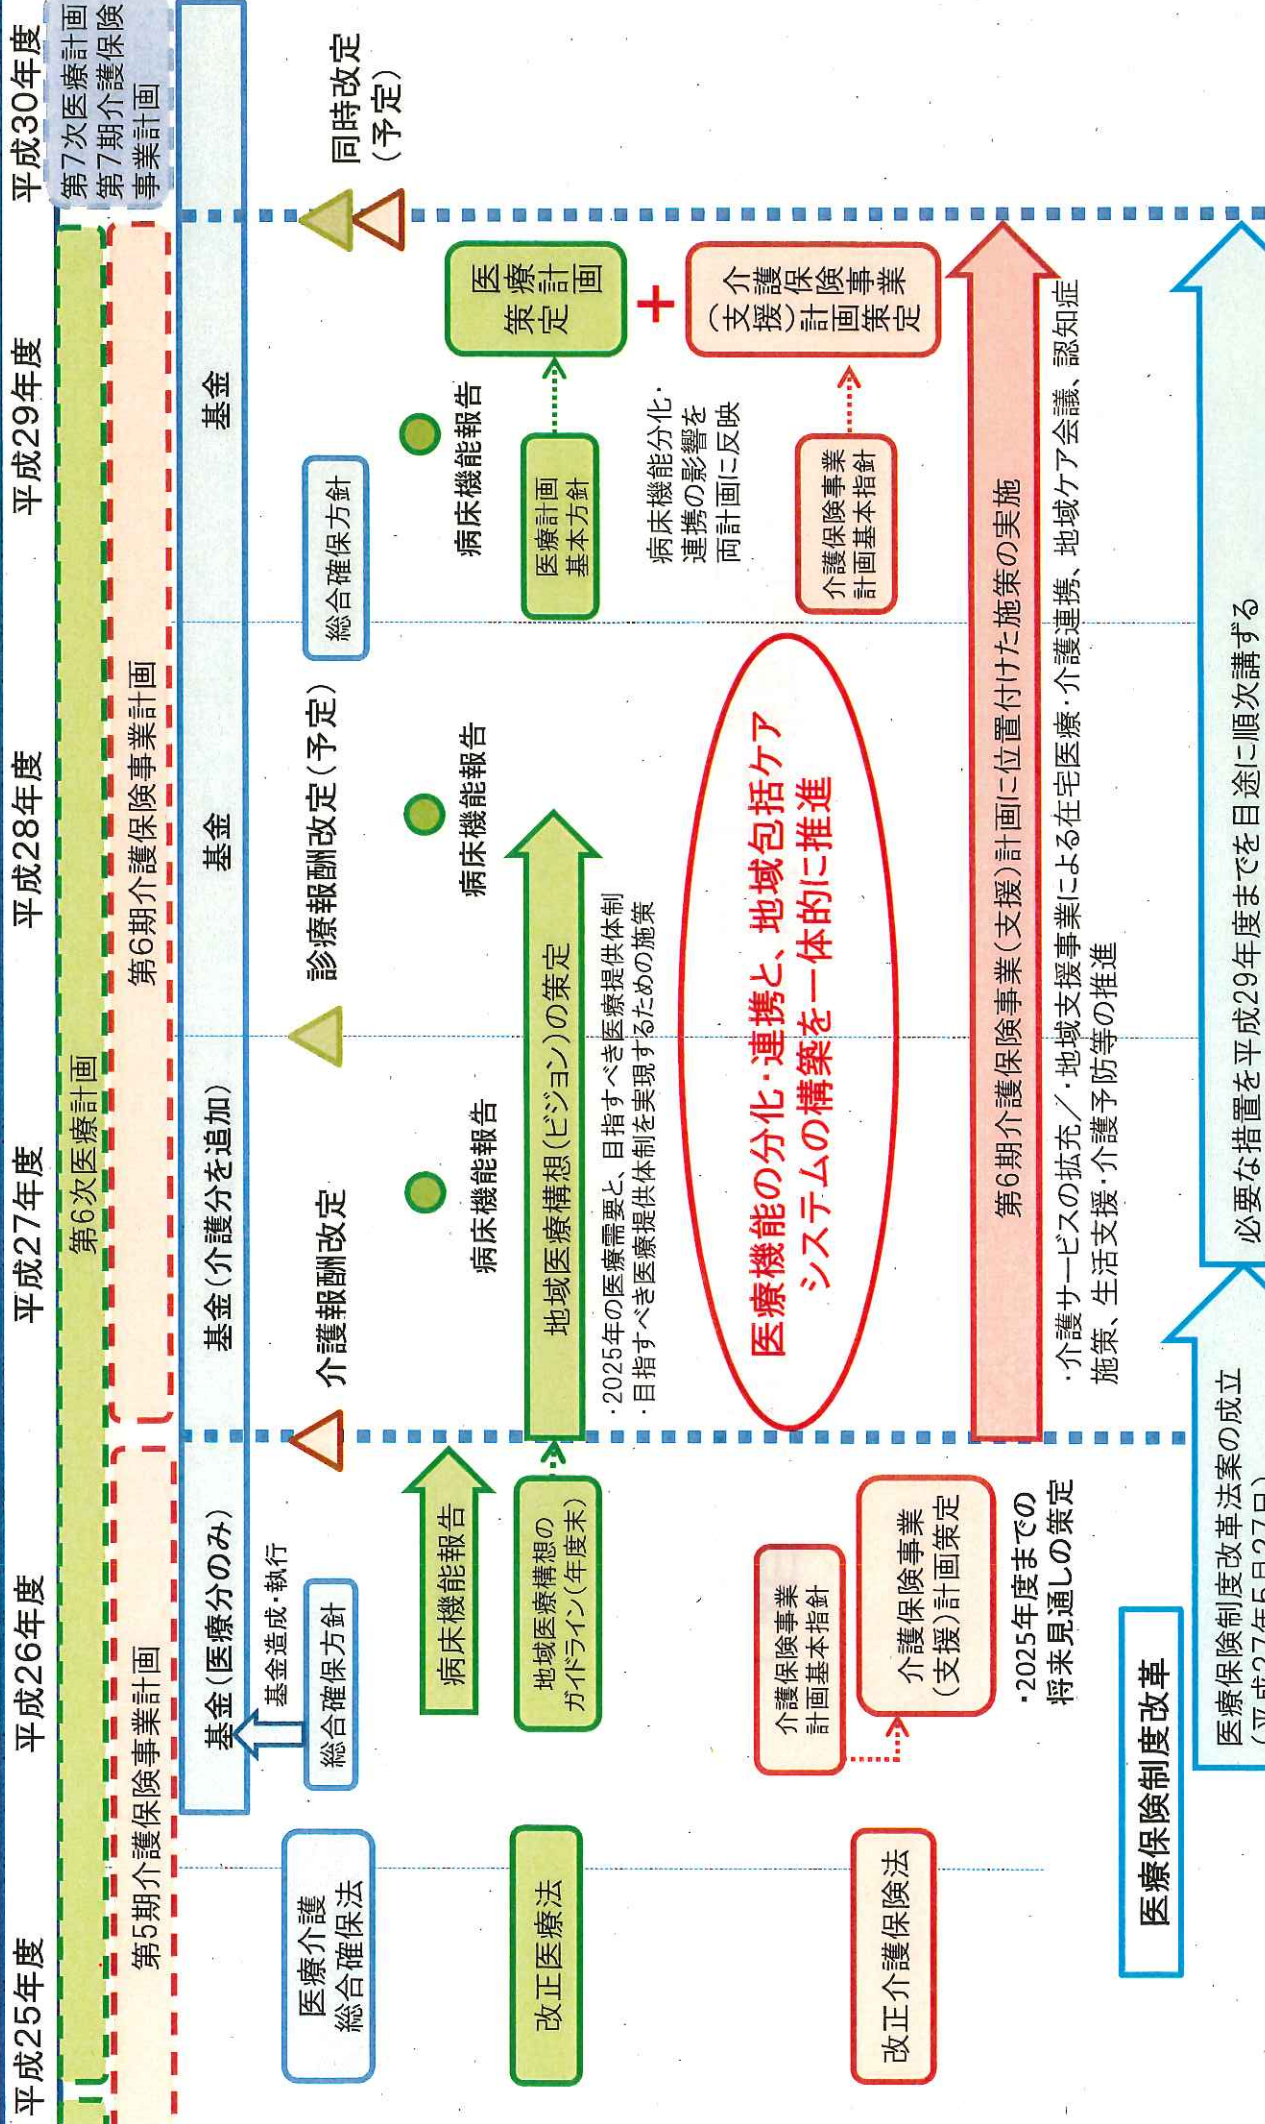 平成25年度
平成26年度
平成27年度
平成28年度
平成29年度
平成30年度
第6次医療計画
第7次医療計画
第7期介護保険
事業計画
第5期介護保険事業計画
第6期介護保険事業計画
基金(医療分のみ)
基金(介護分を追加)
基金
基金
医療介護
総合確保法
基金造成・執行
総合確保方針
介護報酬改定
診療報酬改定(予定)
総合確保方針
同時改定
(予定)
改正医療法
病床機能報告
病床機能報告
病床機能報告
病床機能報告
地域医療構想の
ガイドライン(年度末)
地域医療構想(ビジョン)の策定
・2025年の医療需要と、目指すべき医療提供体制
・目指すべき医療提供体制を実現するための施策
医療計画
基本方針
医療計画
策定
+
病床機能分化・
連携の影響を
両計画に反映
医療機能の分化・連携と、地域包括ケア
システムの構築を一体的に推進
改正介護保険法
介護保険事業
計画基本指針
介護保険事業
(支援)計画策定
・2025年度までの
将来見通しの策定
介護保険事業
計画基本指針
介護保険事業
(支援)計画策定
第6期介護保険事業(支援)計画に位置付けた施策の実施
・介護サービスの拡充/・地域支援事業による在宅医療・介護連携、地域ケア会議、認知症
施策、生活支援・介護予防等の推進
医療保険制度改革
医療保険制度改革法案の成立
(平成27年5月27日)
必要な措置を平成29年度までを目途に順次講ずる